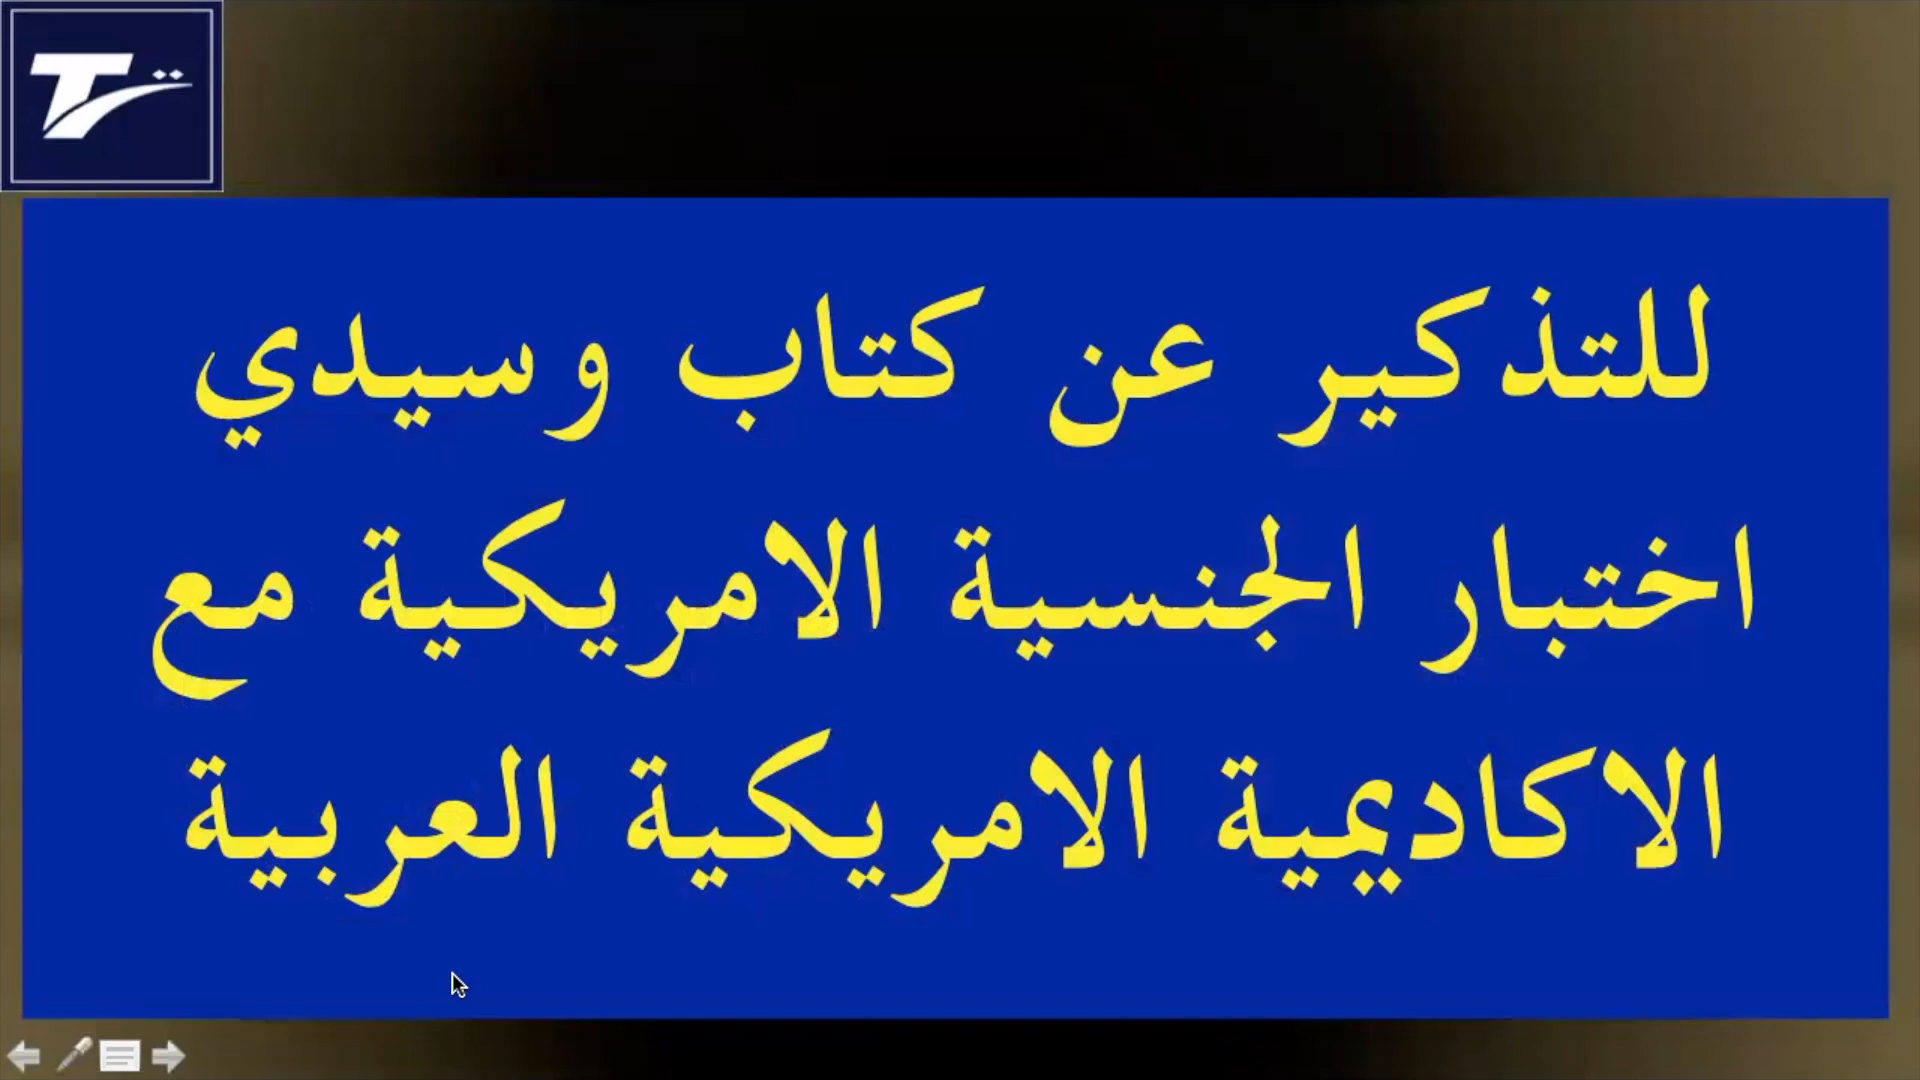 للتذكير عن كتاب وسيدي
اختبار الجنسية الامريكية مع
الاكاديمية الامريكية العربية